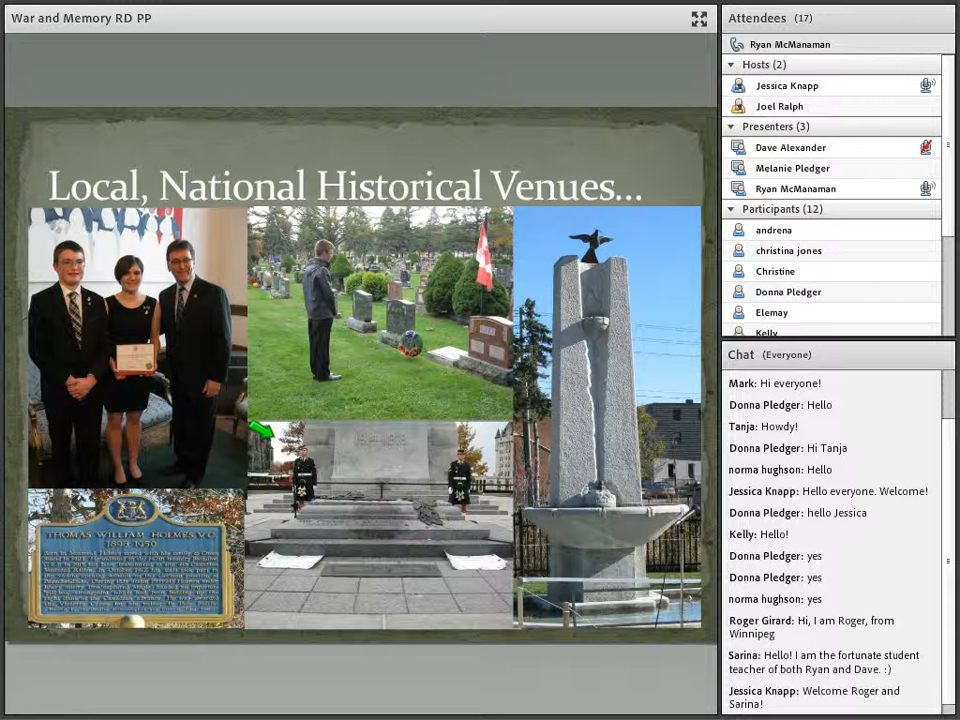 War and Memory RD PP
Local, National Historical Venues...
THOMAS WILLIAM HOLMES, V.C.
1898-1950
Attendees (17)
Ryan McManaman
Hosts (2)
Jessica Knapp
Joel Ralph
Presenters (3)
Dave Alexander
Melanie Pledger
Ryan McManaman
Participants (12)
andrena
christina jones
Christine
Donna Pledger
Elemay
Kelly
Chat (Everyone)
Mark: Hi everyone!
Donna Pledger: Hello
Tanja: Howdy!
Donna Pledger: Hi Tanja
norma hughson: Hello
Jessica Knapp: Hello everyone. Welcome!
Donna Pledger: hello Jessica
Kelly: Hello!
Donna Pledger: yes
Donna Pledger: yes
norma hughson: yes
Roger Girard: Hi, I am Roger, from
Winnipeg
Sarina: Hello! I am the fortunate student
teacher of both Ryan and Dave. :)
Jessica Knapp: Welcome Roger and
Sarina!